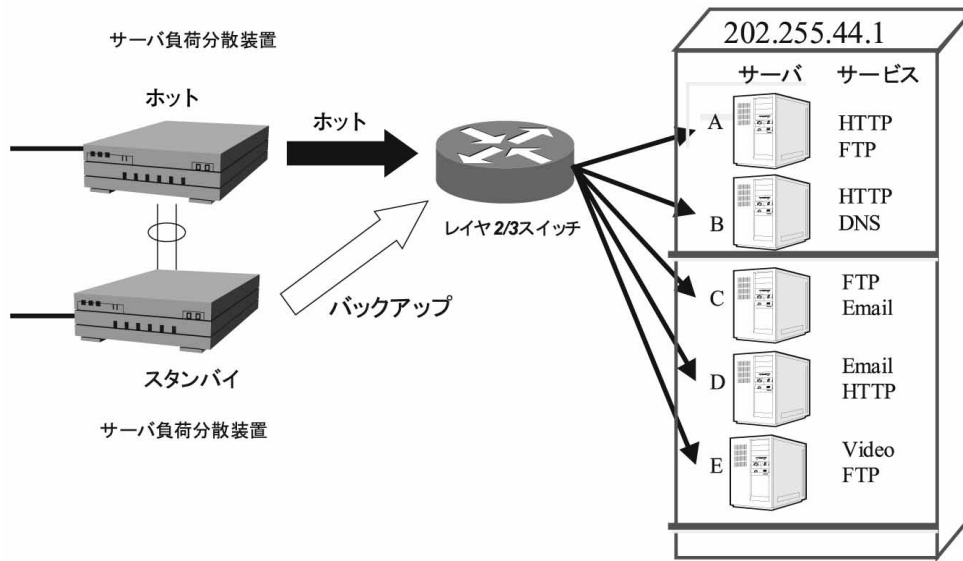 サーバ負荷分散装置
ホット
ホット
バックアップ
スタンバイ
サーバ負荷分散装置
レイヤ2/3スイッチ
202.255.44.1
サーバ サービス
A HTTP
FTP
B HTTP
DNS
C FTP
Email
D Email
HTTP
E Video
FTP